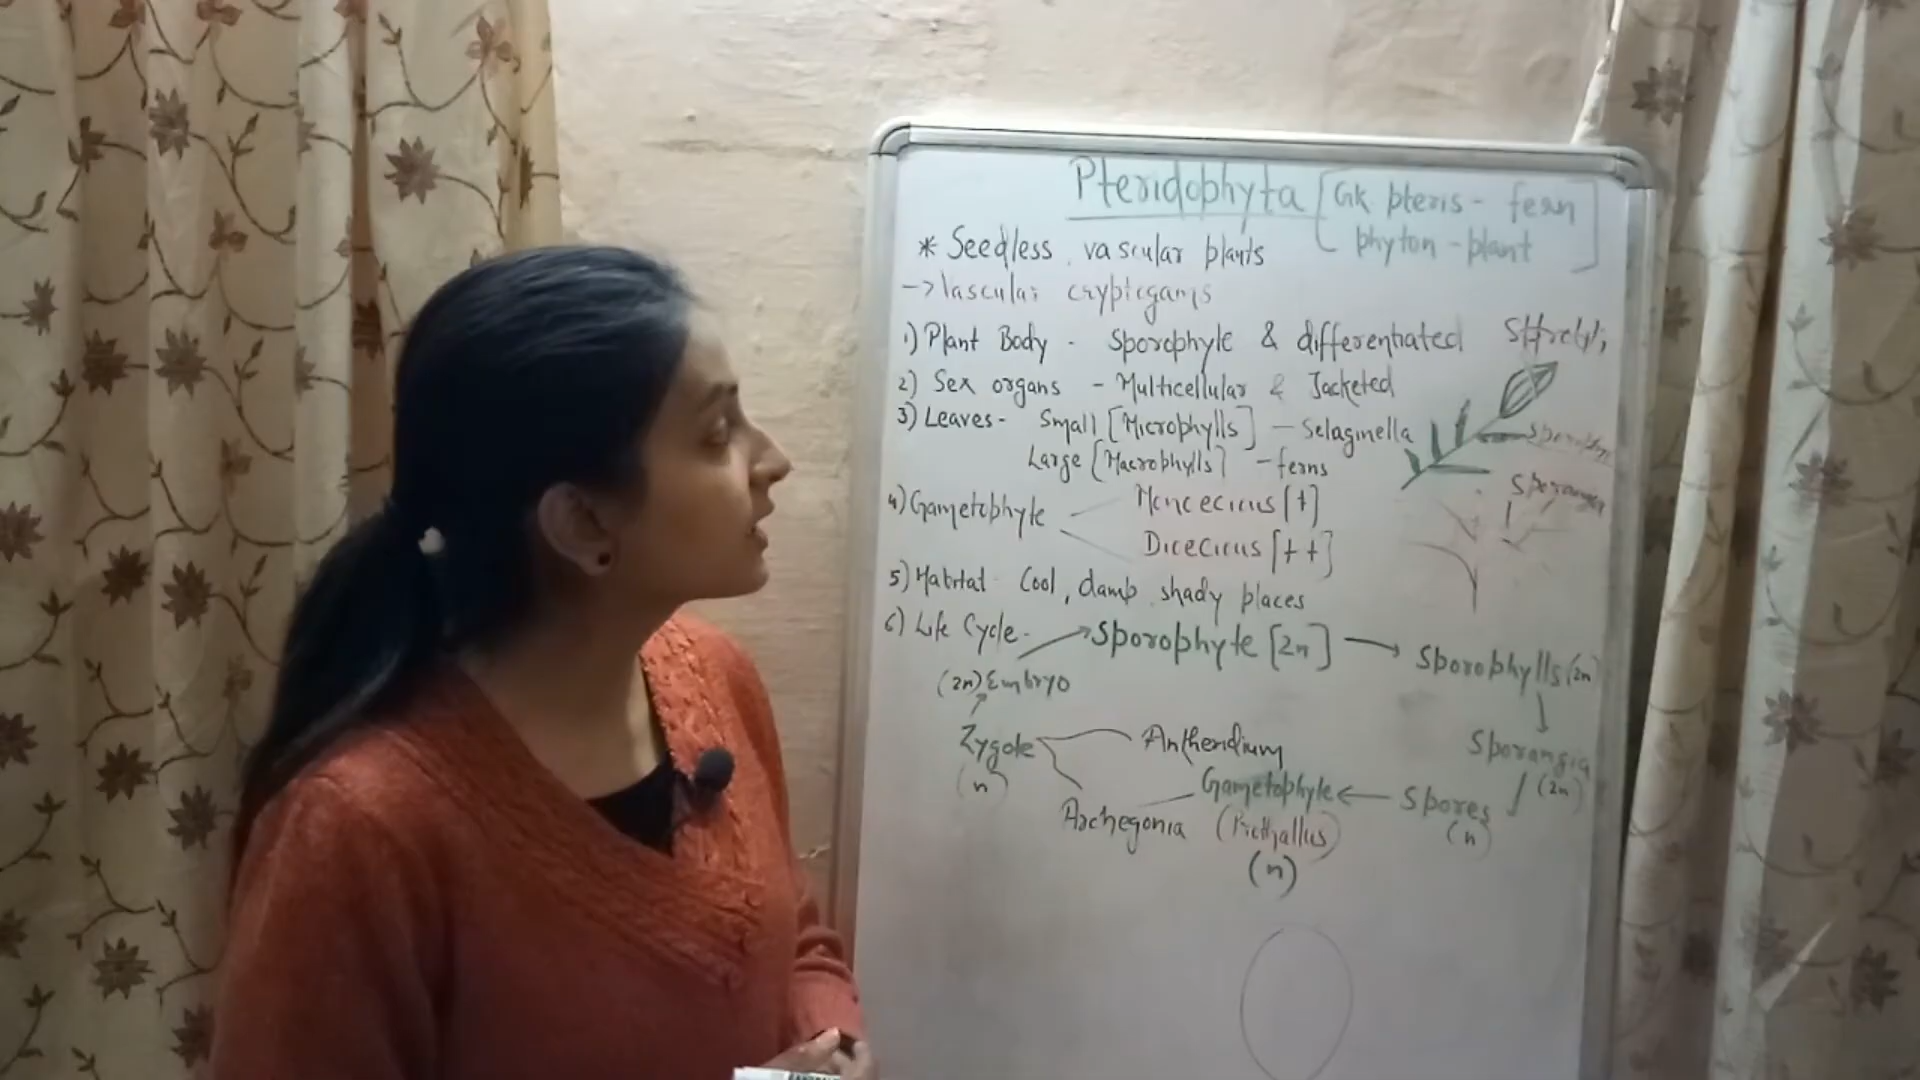 Pteridophyta [Gk pteris - fern
phyton - plant]
* Seedless vascular plants
-> Vascular cryptogams
1) Plant Body - Sporophyte & differentiated
2) Sex organs - Multicellular & Jacketed
3) Leaves - Small [Microphylls] - Selaginella
Large [Macrophylls] - ferns
Sporangia
4) Gametophyte
Monoecious [+]
Dioecious [++]
5) Habitat - Cool, damp, shady places
6) Life Cycle -
Sporophyte [2n]
Sporophylls (2n)
(2n) Embryo
Zygote
(n)
Antheridium
Sporangia
(2n)
Gametophyte
Spores
(n)
Archegonia
(Prothallus)
(n)